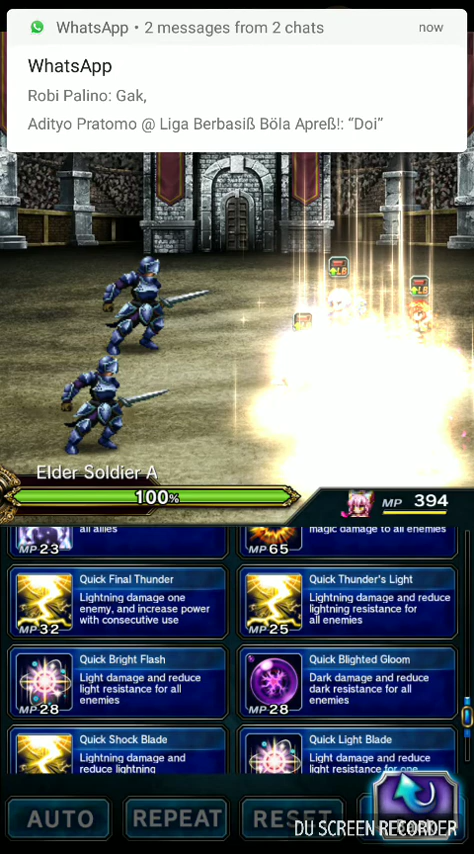 WhatsApp • 2 messages from 2 chats now
WhatsApp
Robi Palino: Gak,
Adityo Pratomo @ Liga Berbasiß Böla Apreß!: “Doi”
LB
LB
LB
Elder Soldier A
100%
MP 394
all allies
MP 23
magic damage to all enemies
MP 65
Quick Final Thunder
Lightning damage one
enemy, and increase power
with consecutive use
MP 32
Quick Thunder's Light
Lightning damage and reduce
lightning resistance for
all enemies
MP 25
Quick Bright Flash
Light damage and reduce
light resistance for all
enemies
MP 28
Quick Blighted Gloom
Dark damage and reduce
dark resistance for all
enemies
MP 28
Quick Shock Blade
Lightning damage and
reduce lightning
Quick Light Blade
Light damage and reduce
light resistance for one
AUTO
REPEAT
RESET
DU SCREEN RECORDER